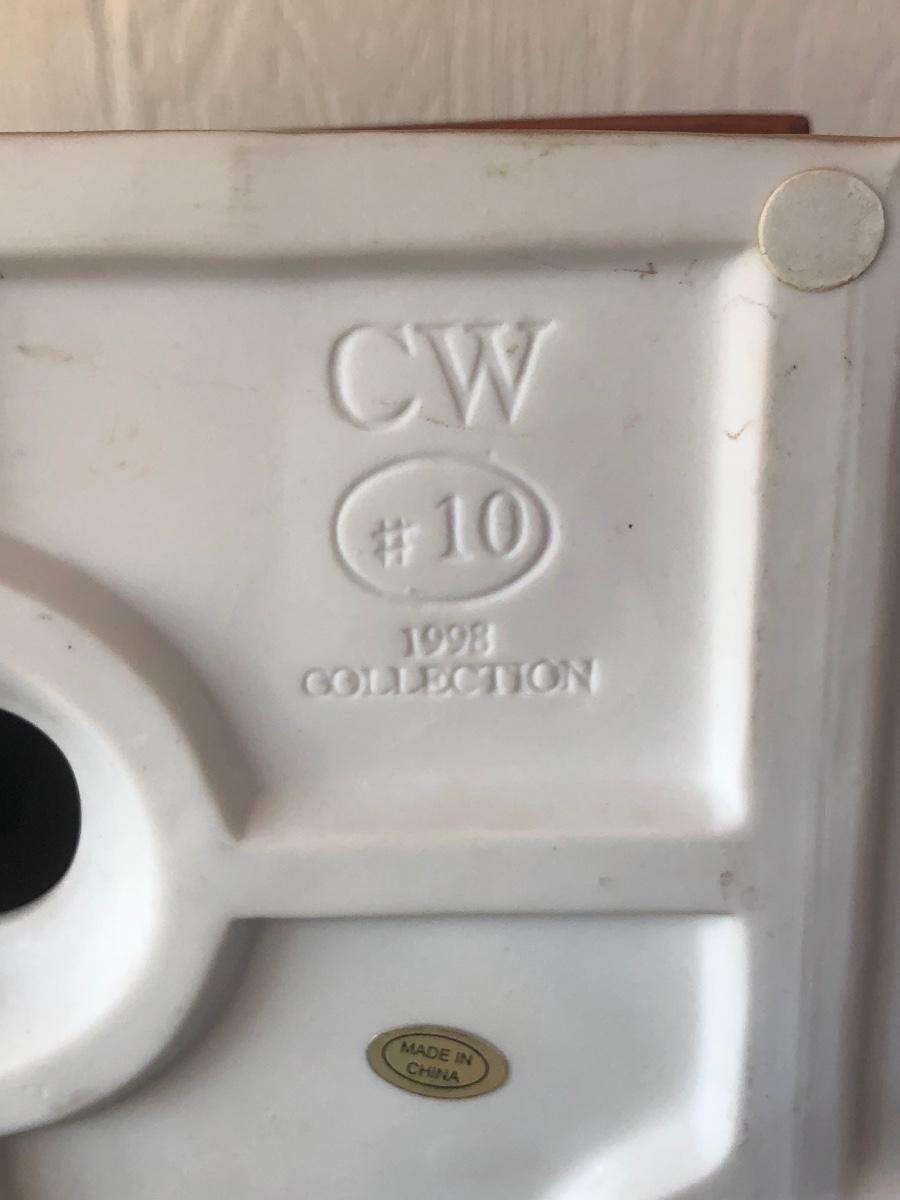 CW
# 10
1998
COLLECTION
MADE IN
CHINA